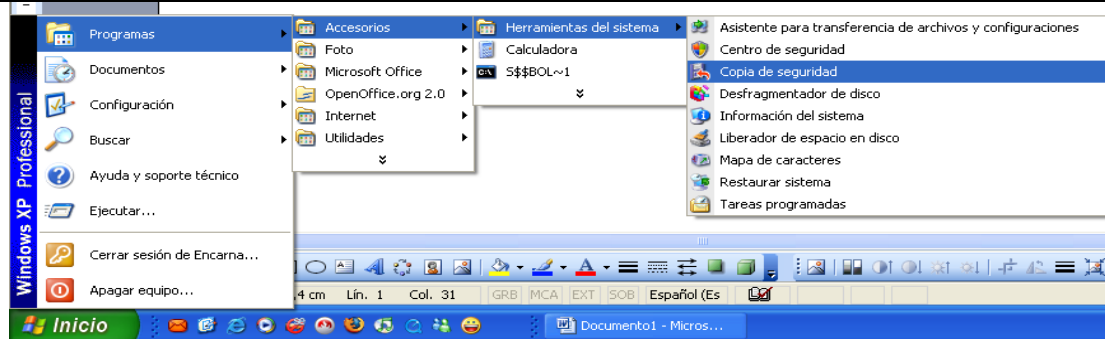 Windows XP Professional
Programas
Documentos
Configuración
Buscar
Ayuda y soporte técnico
Ejecutar...
Cerrar sesión de Encarna...
Apagar equipo...
Accesorios
Foto
Microsoft Office
OpenOffice.org 2.0
Internet
Utilidades
Herramientas del sistema
Calculadora
S$$BOL~1
Asistente para transferencia de archivos y configuraciones
Centro de seguridad
Copia de seguridad
Desfragmentador de disco
Información del sistema
Liberador de espacio en disco
Mapa de caracteres
Restaurar sistema
Tareas programadas
,4 cm Lín. 1 Col. 31 GRB MCA EXT SOB Español (Es
Inicio
Documento1 - Micros...